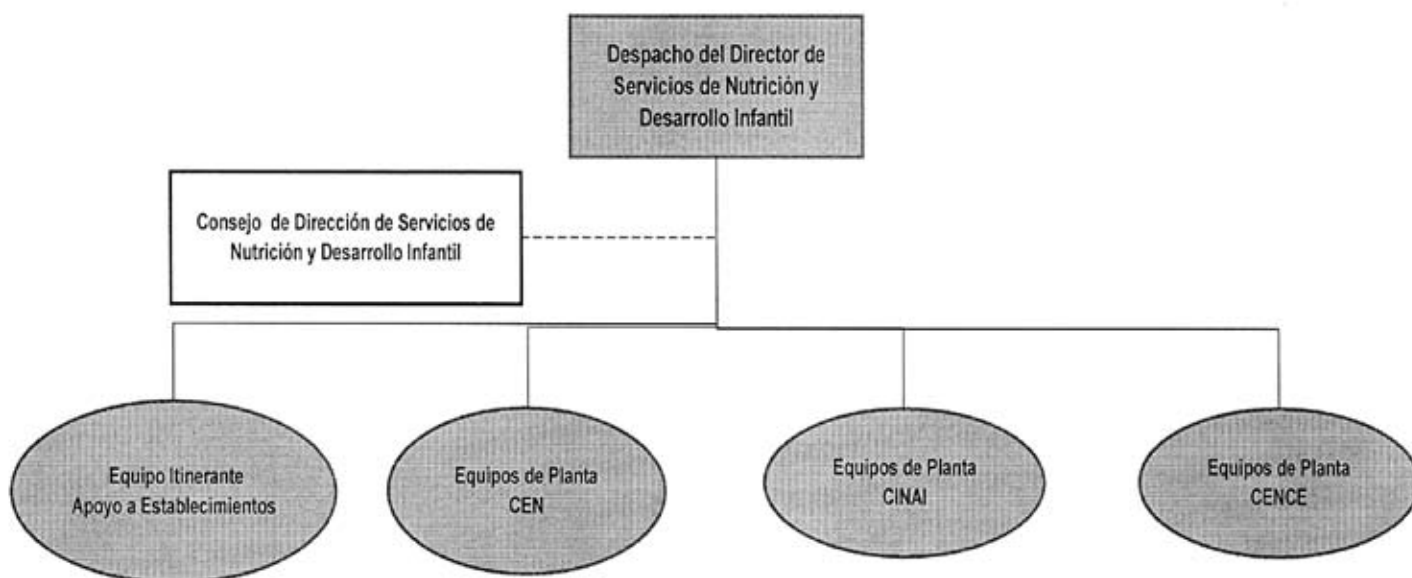 Despacho del Director de
Servicios de Nutrición y
Desarrollo Infantil
Consejo de Dirección de Servicios de
Nutrición y Desarrollo Infantil
Equipo Itinerante
Apoyo a Establecimientos
Equipos de Planta
CEN
Equipos de Planta
CINAI
Equipos de Planta
CENCE